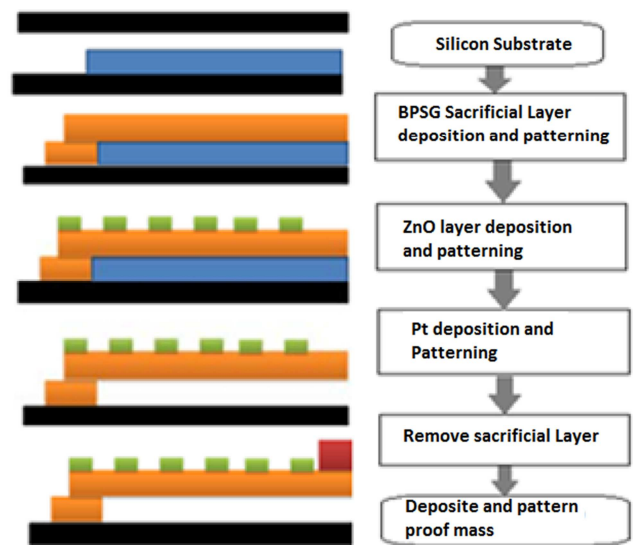 Silicon Substrate
BPSG Sacrificial Layer
deposition and patterning
ZnO layer deposition
and patterning
Pt deposition and
Patterning
Remove sacrificial Layer
Deposite and pattern
proof mass